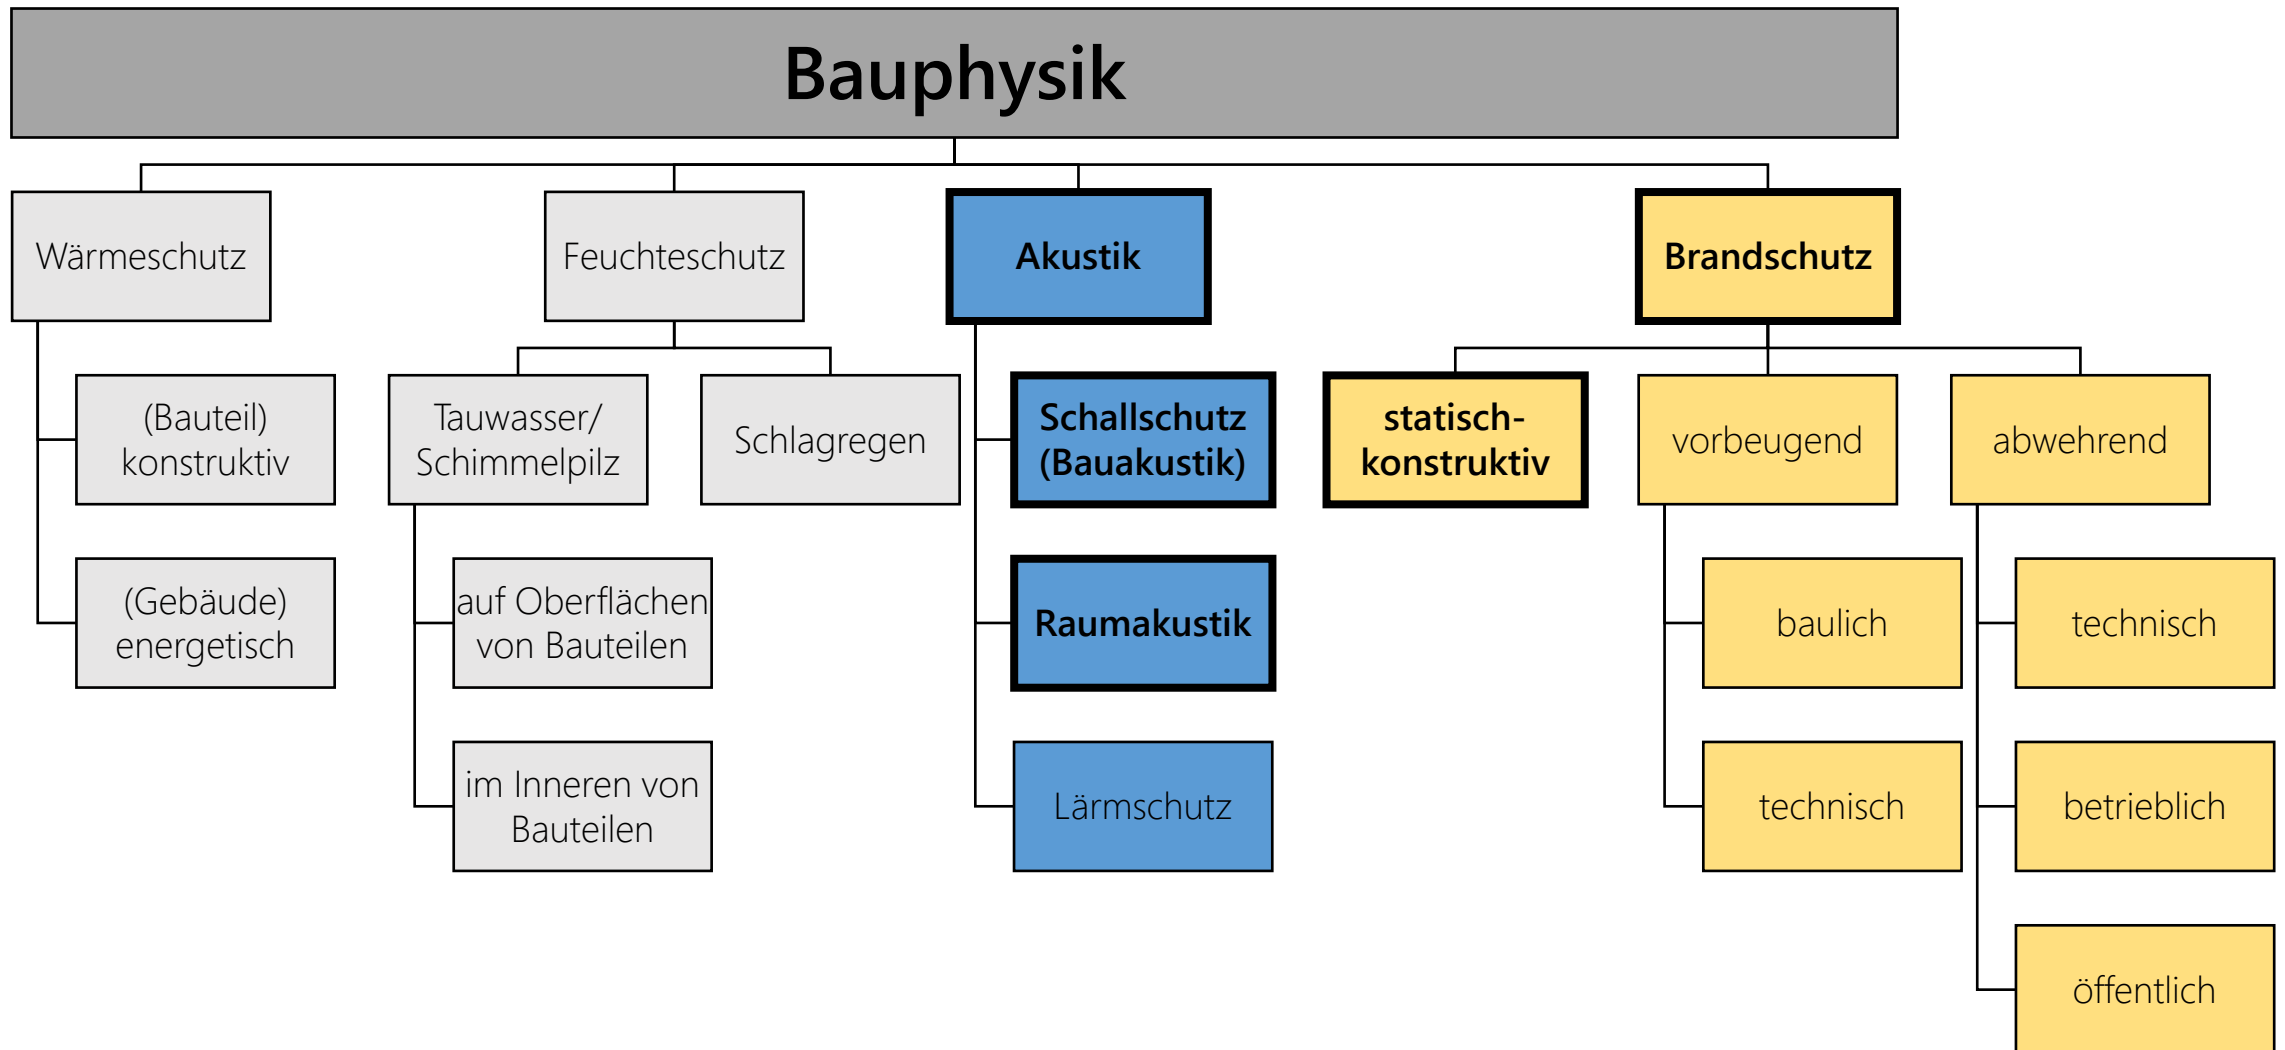 Bauphysik
Wärmeschutz
Feuchteschutz
Akustik
Brandschutz
(Bauteil)
konstruktiv
Tauwasser/
Schimmelpilz
Schlagregen
Schallschutz
(Bauakustik)
statisch-
konstruktiv
vorbeugend
abwehrend
(Gebäude)
energetisch
auf Oberflächen
von Bauteilen
Raumakustik
baulich
technisch
im Inneren von
Bauteilen
Lärmschutz
technisch
betrieblich
öffentlich